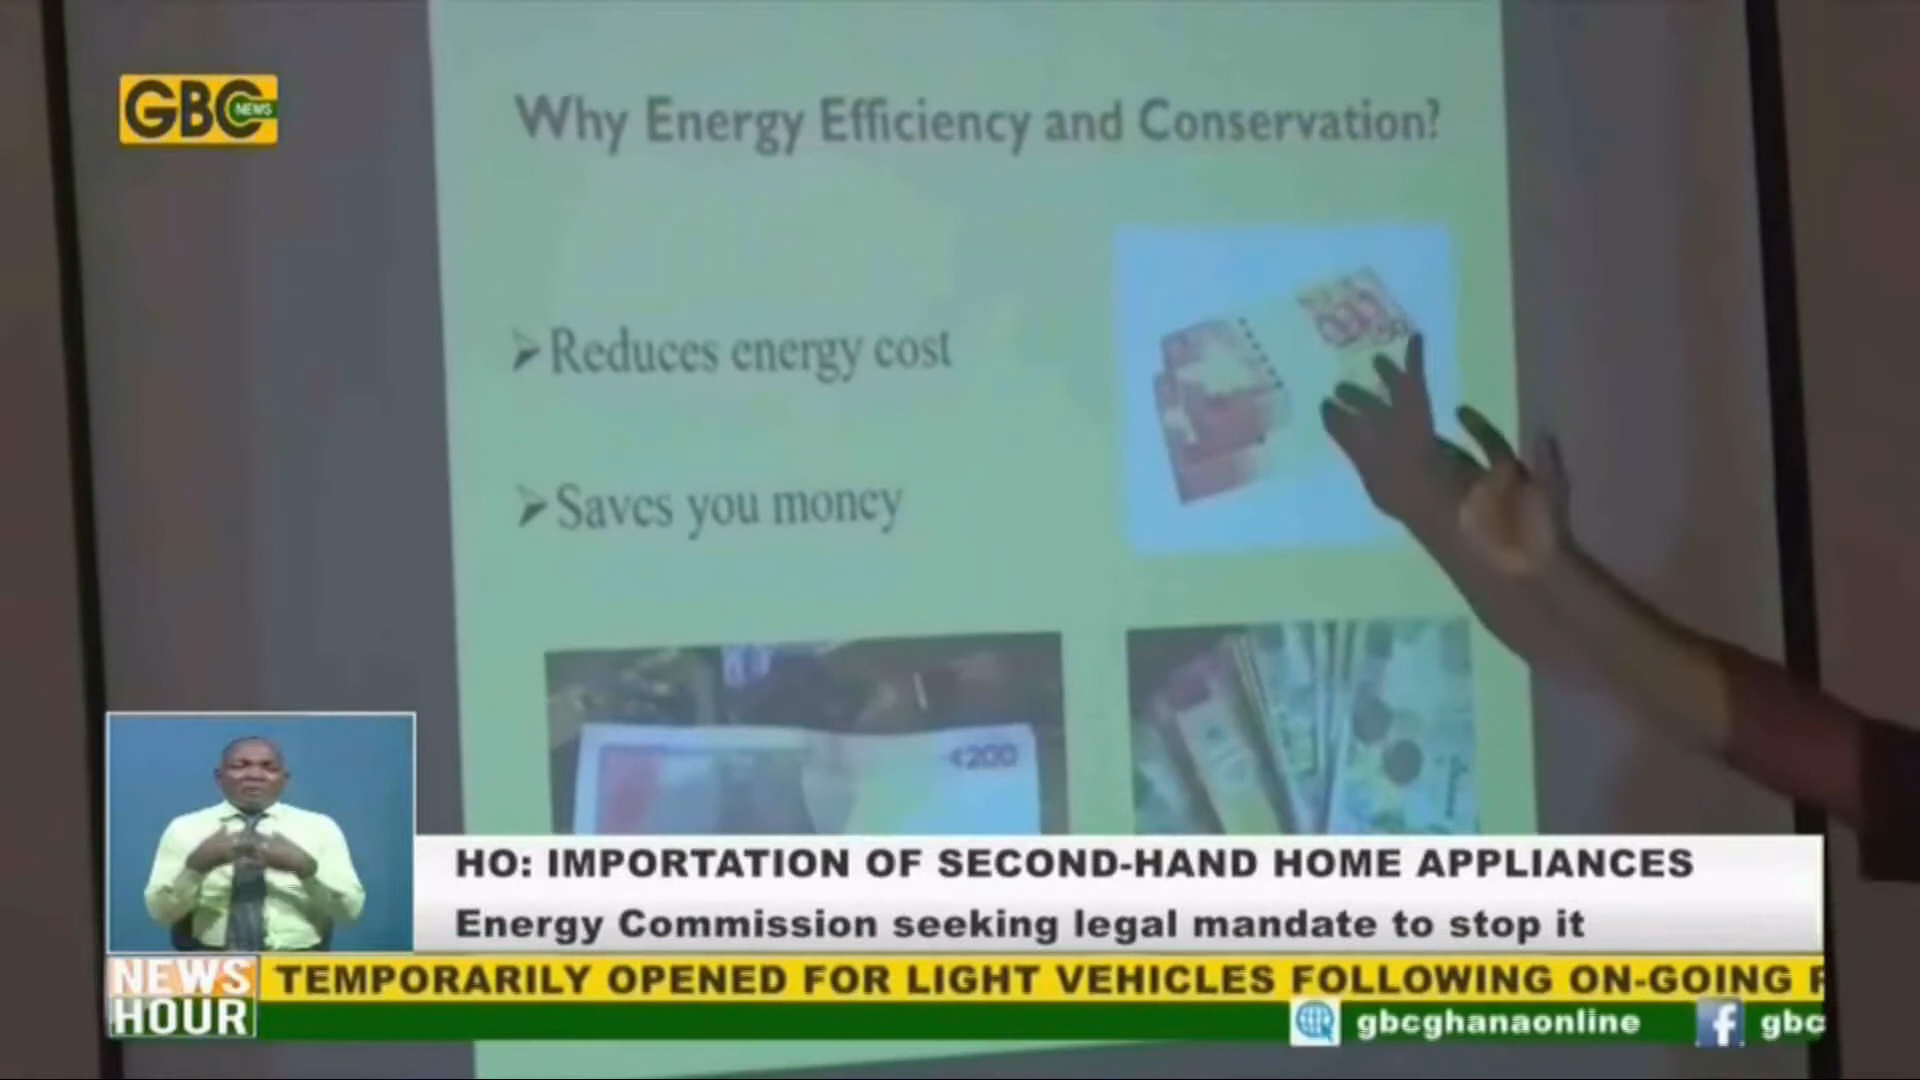 GBC
NEWS
Why Energy Efficiency and Conservation?
➢Reduces energy cost
➢Saves you money
¢200
HO: IMPORTATION OF SECOND-HAND HOME APPLIANCES
Energy Commission seeking legal mandate to stop it
NEWS
HOUR
TEMPORARILY OPENED FOR LIGHT VEHICLES FOLLOWING ON-GOING
gbcghanaonline
gbc